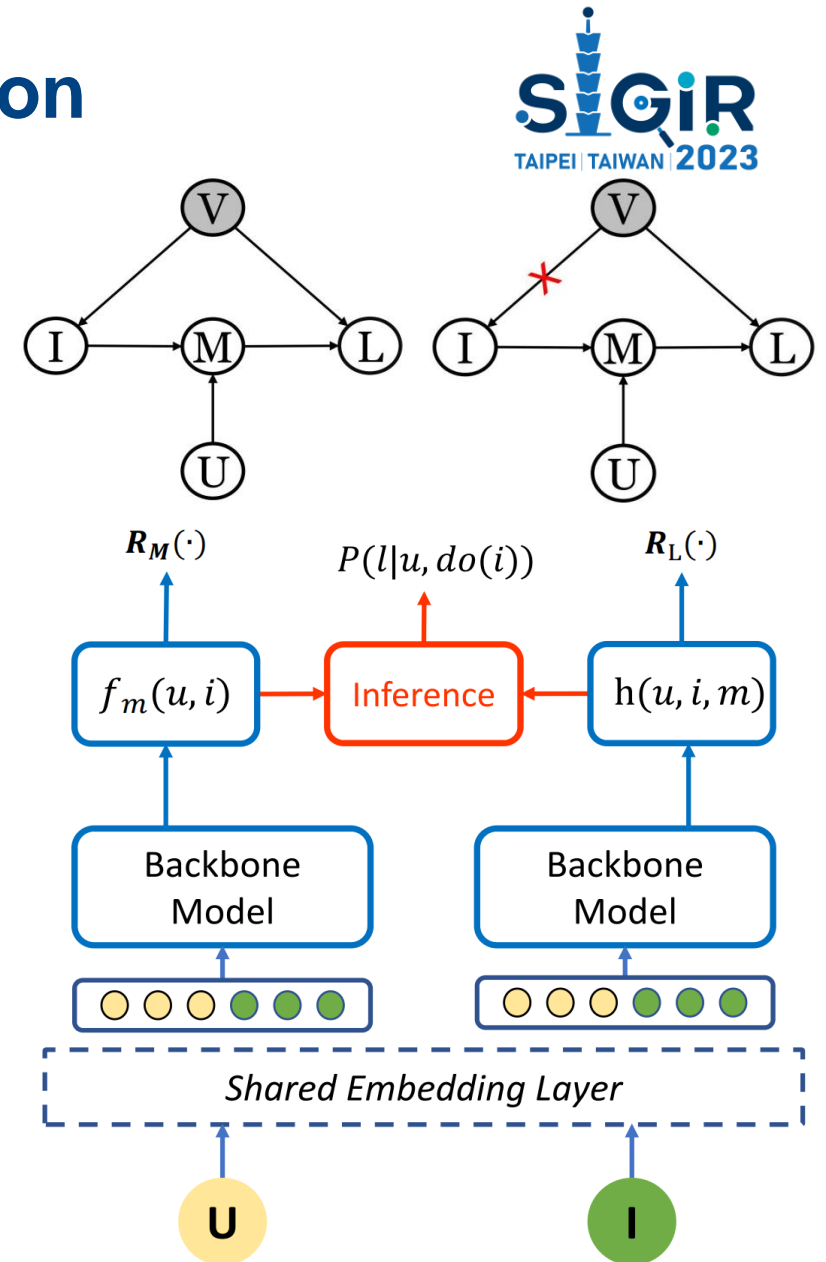 on
SIGIR
TAIPEI | TAIWAN | 2023
V
V
I
M
L
I
M
L
U
U
R_M(·)
P(l|u, do(i))
R_L(·)
f_m(u, i)
Inference
h(u, i, m)
Backbone
Model
Backbone
Model
Shared Embedding Layer
U
I